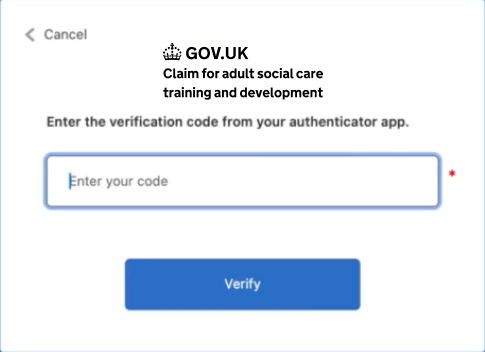 Cancel
GOV.UK
Claim for adult social care
training and development
Enter the verification code from your authenticator app.
Enter your code
*
Verify